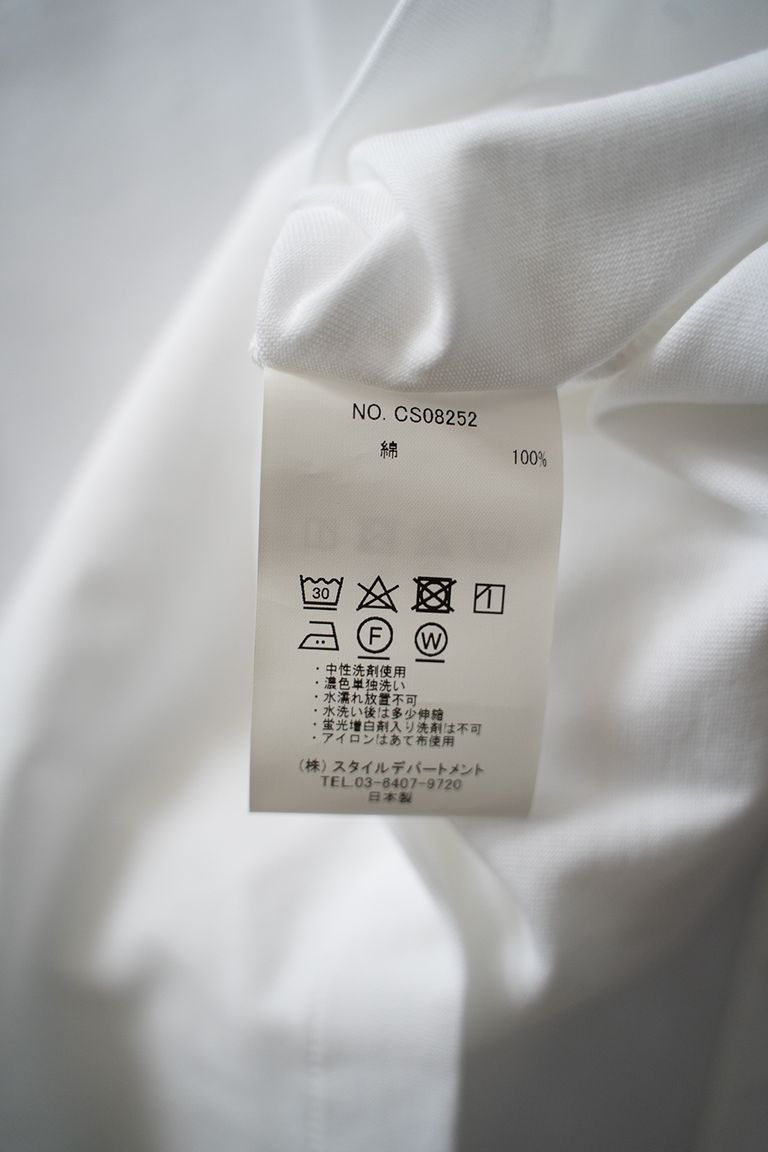 NO. CS08252
綿 100%
30
F W
・中性洗剤使用
・濃色単独洗い
・水濡れ放置不可
・水洗い後は多少伸縮
・蛍光増白剤入り洗剤は不可
・アイロンはあて布使用
(株)スタイルデパートメント
TEL.03-6407-9720
日本製